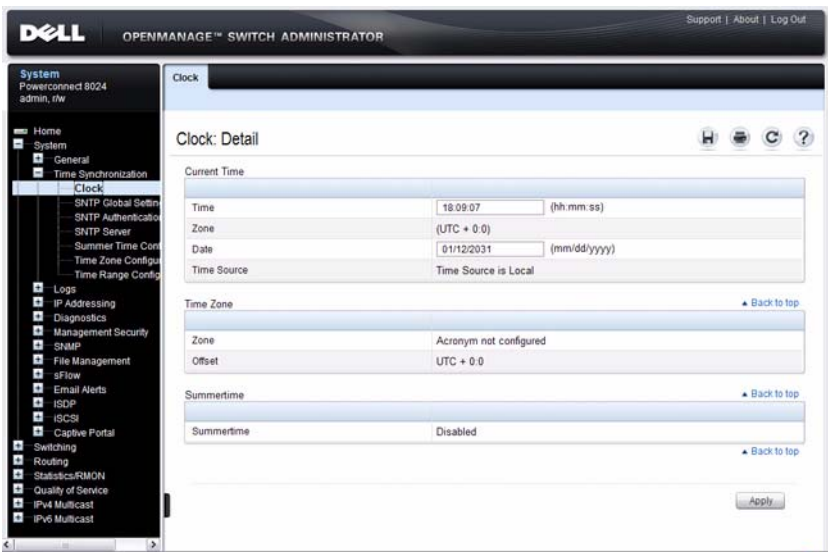 Support | About | Log Out
DELL
OPENMANAGE™ SWITCH ADMINISTRATOR
System
Powerconnect 8024
admin, r/w
Home
System
General
Time Synchronization
Clock
SNTP Global Settin
SNTP Authenticatio
SNTP Server
Summer Time Conf
Time Zone Configu
Time Range Config
Logs
IP Addressing
Diagnostics
Management Security
SNMP
File Management
sFlow
Email Alerts
ISDP
iSCSI
Captive Portal
Switching
Routing
Statistics/RMON
Quality of Service
IPv4 Multicast
IPv6 Multicast
Clock
Clock: Detail
Current Time
Time 18:09:07 (hh:mm:ss)
Zone (UTC + 0:0)
Date 01/12/2031 (mm/dd/yyyy)
Time Source Time Source is Local
Time Zone Back to top
Zone Acronym not configured
Offset UTC + 0:0
Summertime Back to top
Summertime Disabled
Back to top
Apply